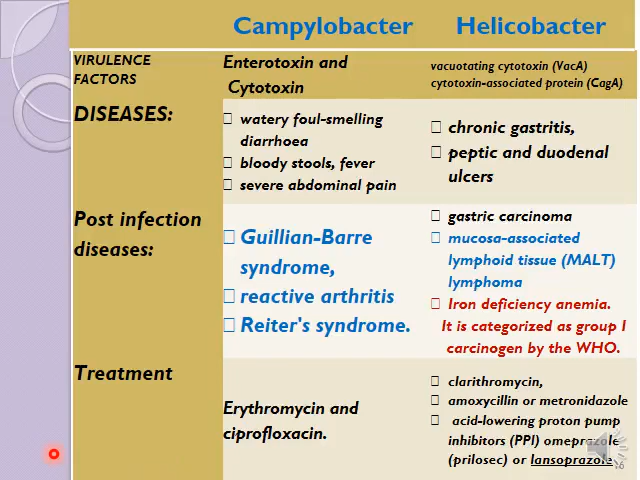 Campylobacter
Helicobacter
VIRULENCE
FACTORS
Enterotoxin and
Cytotoxin
vacuotating cytotoxin (VacA)
cytotoxin-associated protein (CagA)
DISEASES:
watery foul-smelling
diarrhoea
bloody stools, fever
severe abdominal pain
chronic gastritis,
peptic and duodenal
ulcers
Post infection
diseases:
Guillian-Barre
syndrome,
reactive arthritis
Reiter's syndrome.
gastric carcinoma
mucosa-associated
lymphoid tissue (MALT)
lymphoma
Iron deficiency anemia.
It is categorized as group I
carcinogen by the WHO.
Treatment
Erythromycin and
ciprofloxacin.
clarithromycin,
amoxycillin or metronidazole
acid-lowering proton pump
inhibitors (PPI) omeprazole
(prilosec) or lansoprazole